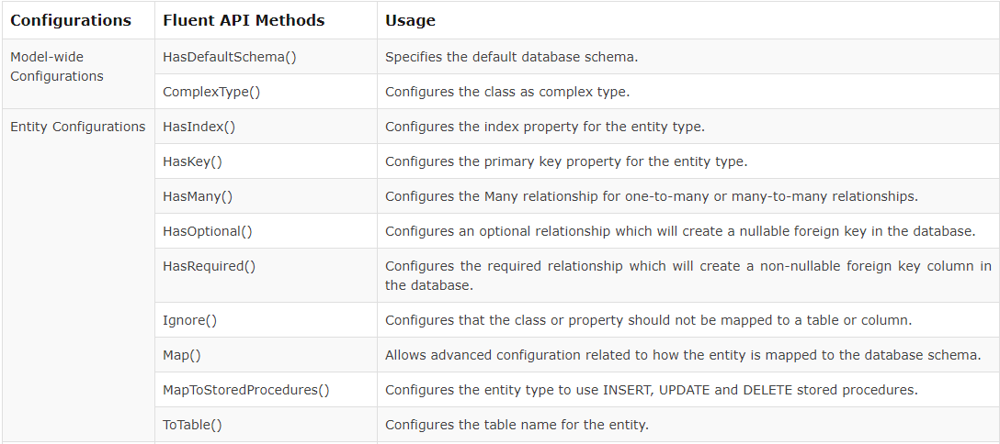 Configurations Fluent API Methods Usage
Model-wide HasDefaultSchema() Specifies the default database schema.
Configurations
ComplexType() Configures the class as complex type.
Entity Configurations HasIndex() Configures the index property for the entity type.
HasKey() Configures the primary key property for the entity type.
HasMany() Configures the Many relationship for one-to-many or many-to-many relationships.
HasOptional() Configures an optional relationship which will create a nullable foreign key in the database.
HasRequired() Configures the required relationship which will create a non-nullable foreign key column in
the database.
Ignore() Configures that the class or property should not be mapped to a table or column.
Map() Allows advanced configuration related to how the entity is mapped to the database schema.
MapToStoredProcedures() Configures the entity type to use INSERT, UPDATE and DELETE stored procedures.
ToTable() Configures the table name for the entity.